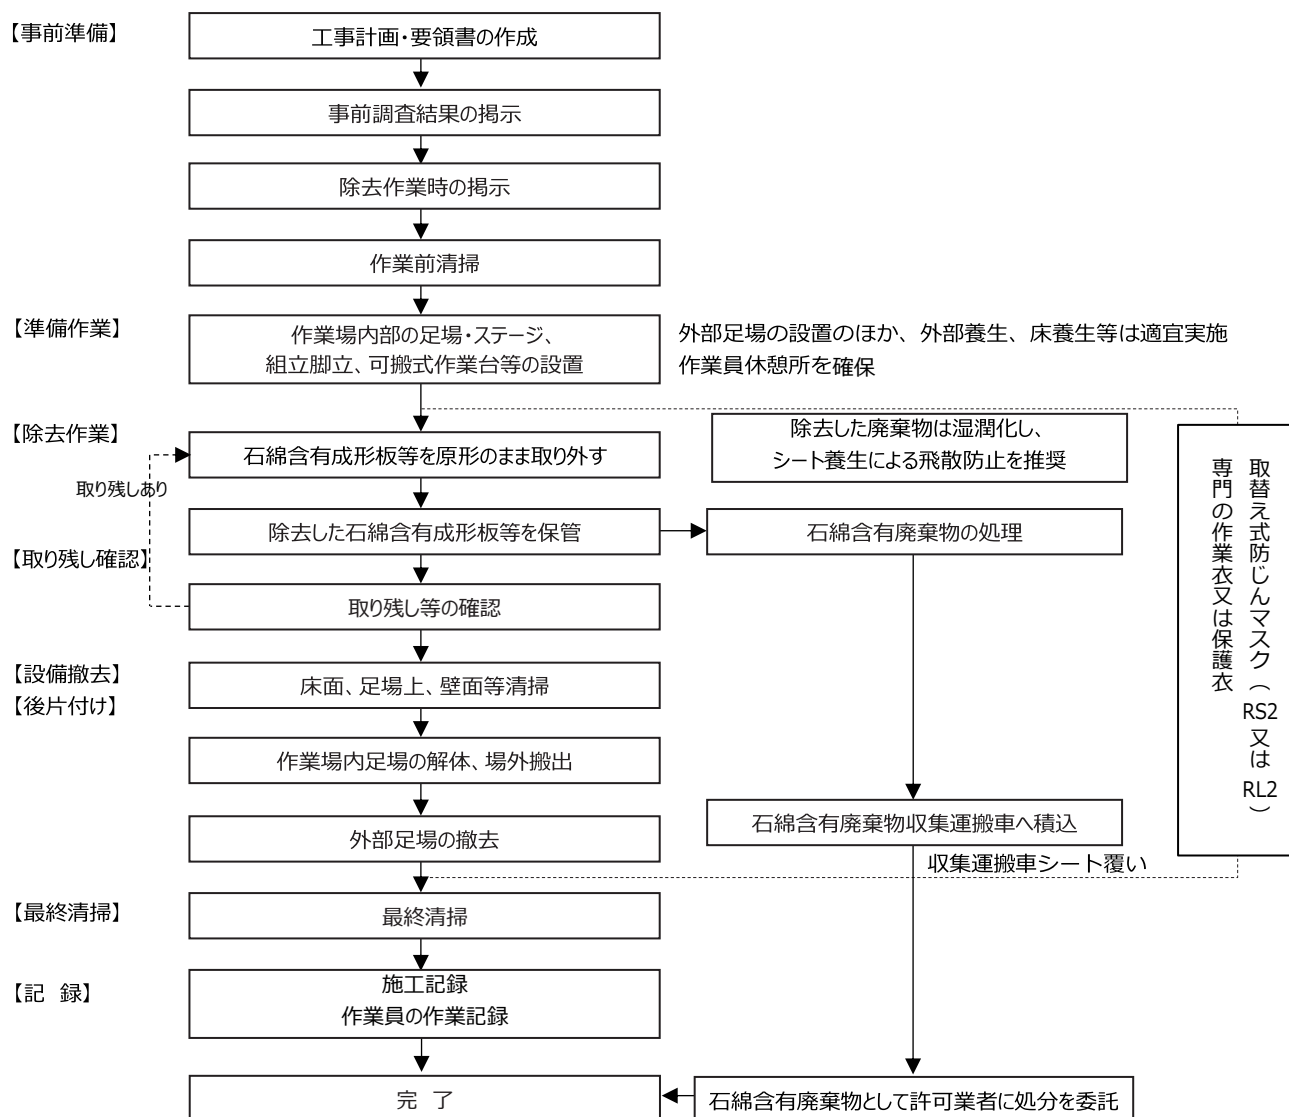 【事前準備】
工事計画・要領書の作成
事前調査結果の掲示
除去作業時の掲示
作業前清掃
【準備作業】
作業場内部の足場・ステージ、
組立脚立、可搬式作業台等の設置
外部足場の設置のほか、外部養生、床養生等は適宜実施
作業員休憩所を確保
【除去作業】
石綿含有成形板等を原形のまま取り外す
除去した廃棄物は湿潤化し、
シート養生による飛散防止を推奨
取り残しあり
除去した石綿含有成形板等を保管
石綿含有廃棄物の処理
【取り残し確認】
取り残し等の確認
取替え式防じんマスク（RS2又はRL2）
専門の作業衣又は保護衣
【設備撤去】
【後片付け】
床面、足場上、壁面等清掃
作業場内足場の解体、場外搬出
外部足場の撤去
石綿含有廃棄物収集運搬車へ積込
収集運搬車シート覆い
【最終清掃】
最終清掃
【記　録】
施工記録
作業員の作業記録
完　了
石綿含有廃棄物として許可業者に処分を委託